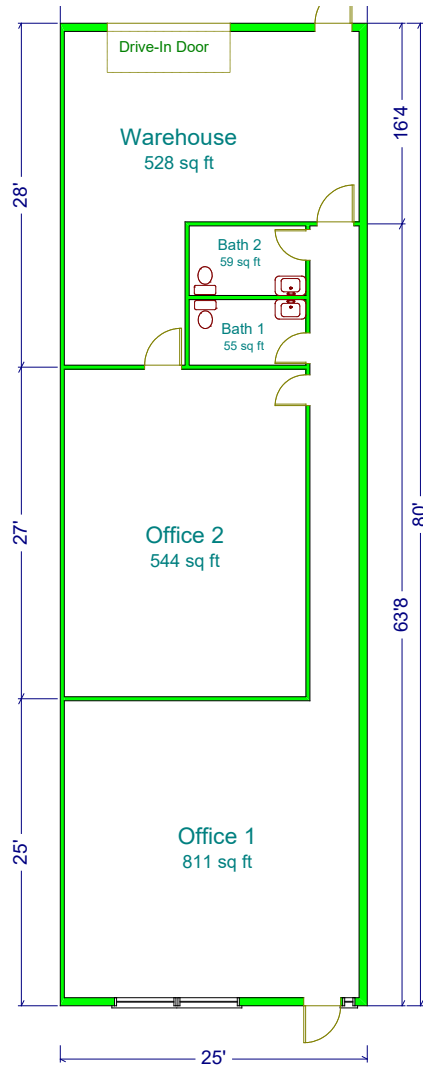 Drive-In Door
Warehouse
528 sq ft
16'4
28'
Bath 2
59 sq ft
Bath 1
55 sq ft
80'
27'
Office 2
544 sq ft
63'8
Office 1
811 sq ft
25'
25'